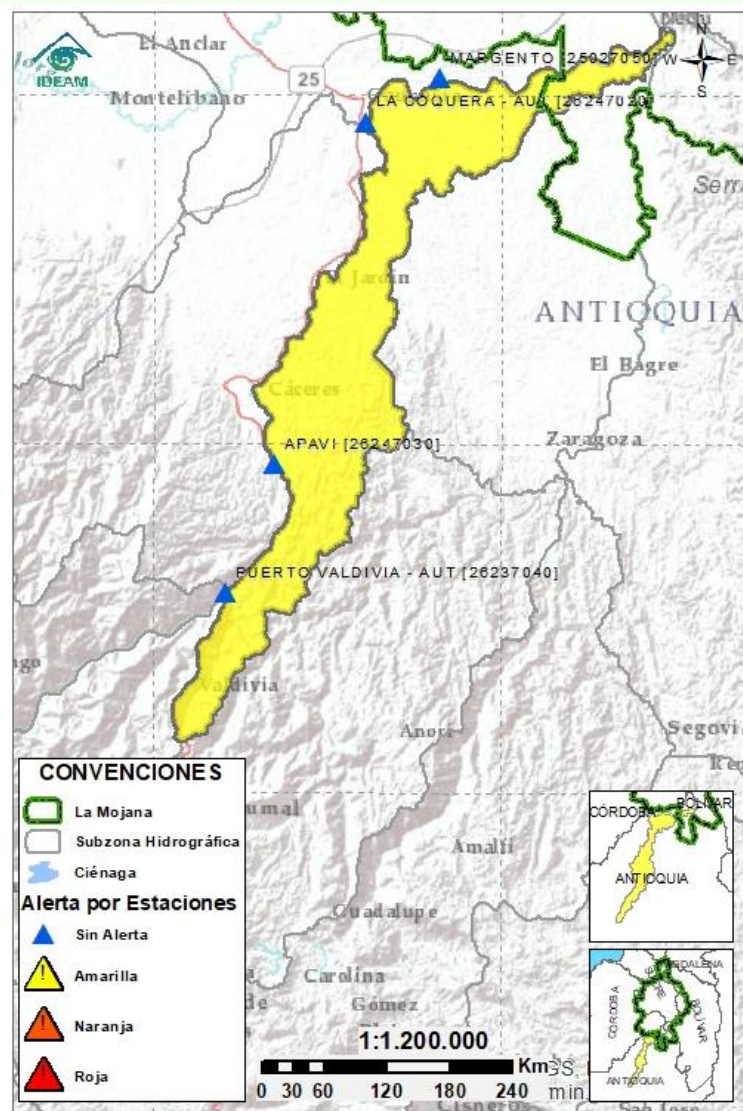 El Anclar
IDEAM
Montelíbano
25
N
W
E
S
MARGENTO [25027050]
LA COQUERA - AUT [26247020]
Serr
El Jardín
ANTIOQUIA
El Bagre
Cáceres
Zaragoza
APAVI [26247030]
PUERTO VALDIVIA - AUT [26237040]
Valdivia
Anorí
Segovia
Amalfi
Guadalupe
Carolina
Gómez
Cisneros
CONVENCIONES
La Mojana
Subzona Hidrográfica
Ciénaga
Alerta por Estaciones
Sin Alerta
Amarilla
Naranja
Roja
1:1.200.000
Km
0 30 60 120 180 240
CÓRDOBA
BOLÍVAR
ANTIOQUIA
CÓRDOBA
BOLÍVAR
ANTIOQUIA